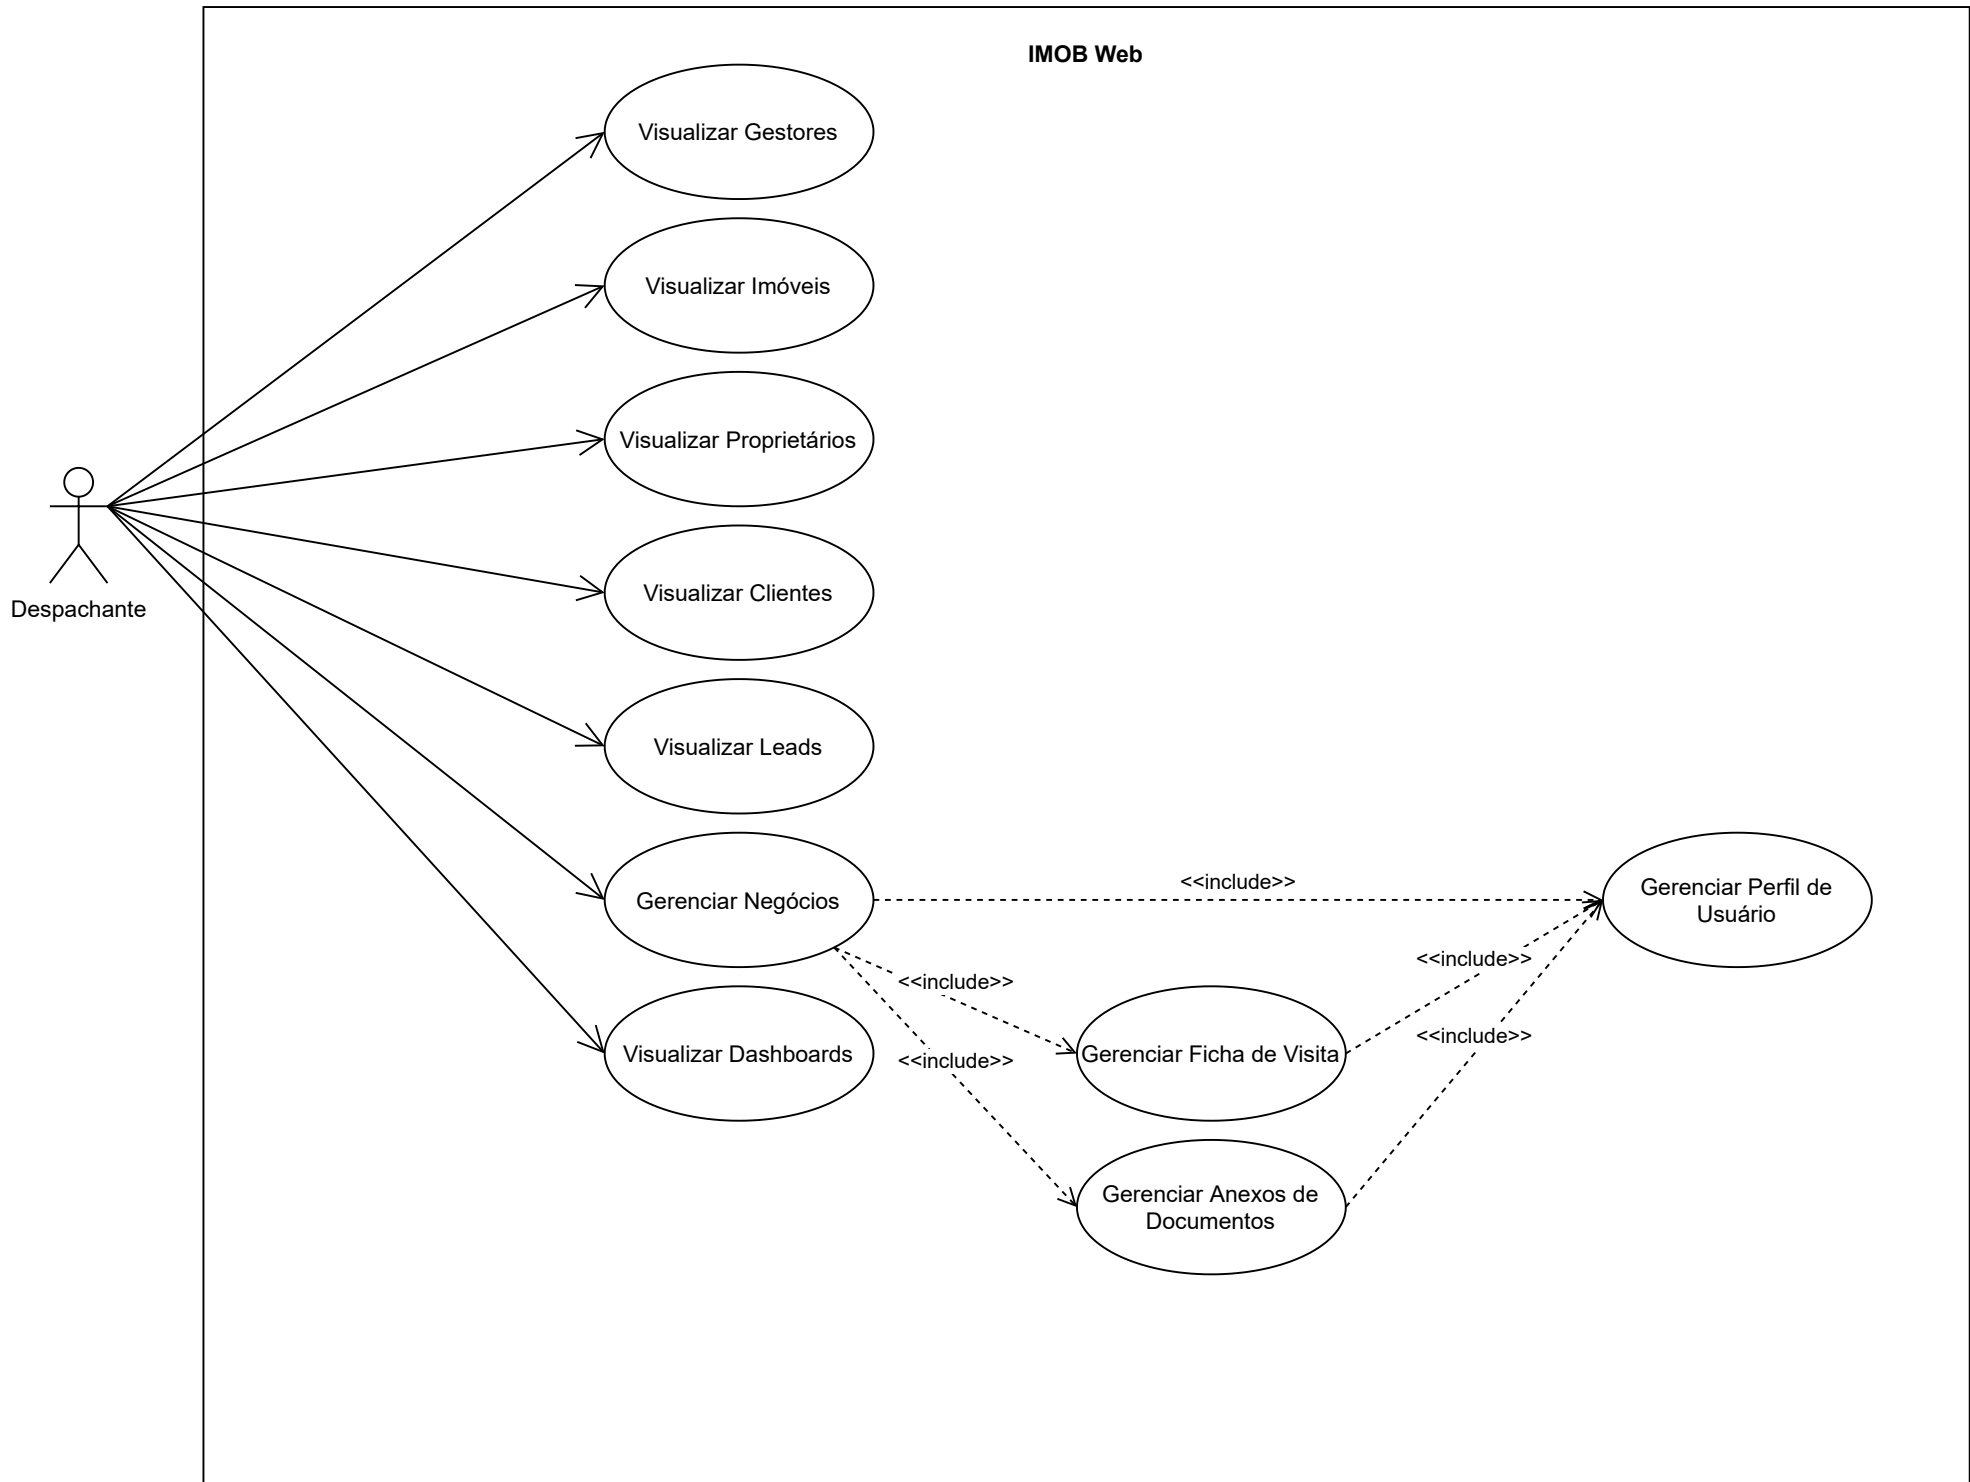 IMOB Web
Visualizar Gestores
Visualizar Imóveis
Visualizar Proprietários
Despachante
Visualizar Clientes
Visualizar Leads
Gerenciar Negócios
<<include>>
Gerenciar Perfil de
Usuário
<<include>>
<<include>>
Visualizar Dashboards
<<include>>
Gerenciar Ficha de Visita
<<include>>
Gerenciar Anexos de
Documentos